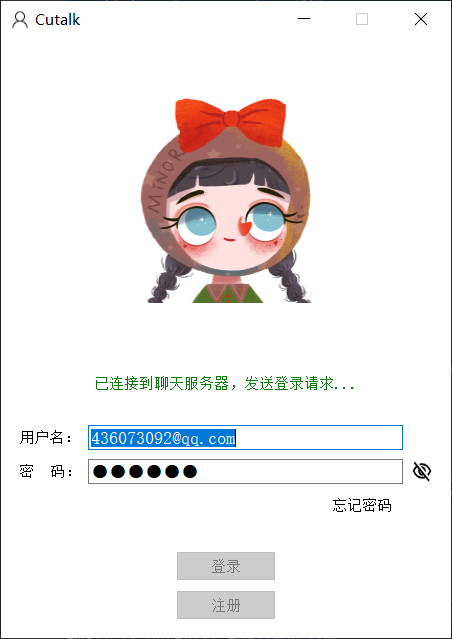 Cutalk
MINOR
已连接到聊天服务器，发送登录请求...
用户名：
436073092@qq.com
密　码：
●●●●●●
忘记密码
登录
注册